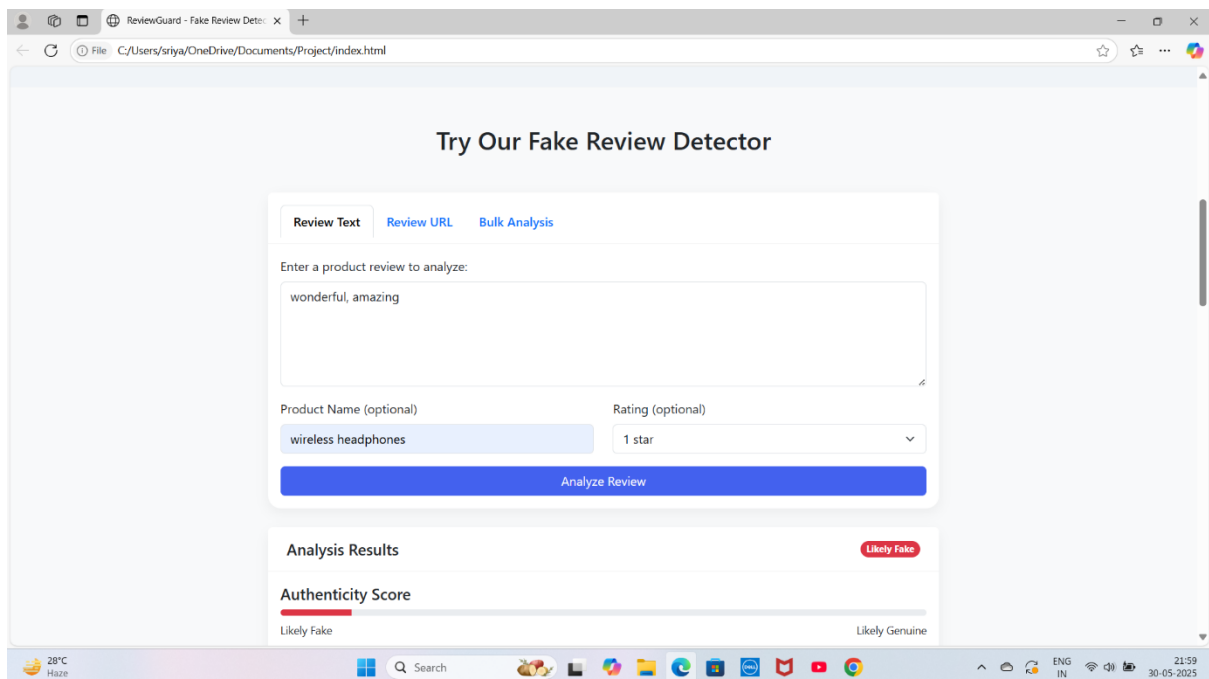 ReviewGuard - Fake Review Detec
File C:/Users/sriya/OneDrive/Documents/Project/index.html
Try Our Fake Review Detector
Review Text Review URL Bulk Analysis
Enter a product review to analyze:
wonderful, amazing
Product Name (optional) Rating (optional)
wireless headphones 1 star
Analyze Review
Analysis Results Likely Fake
Authenticity Score
Likely Fake Likely Genuine
28°C
Haze
Search
DELL
ENG
IN
21:59
30-05-2025